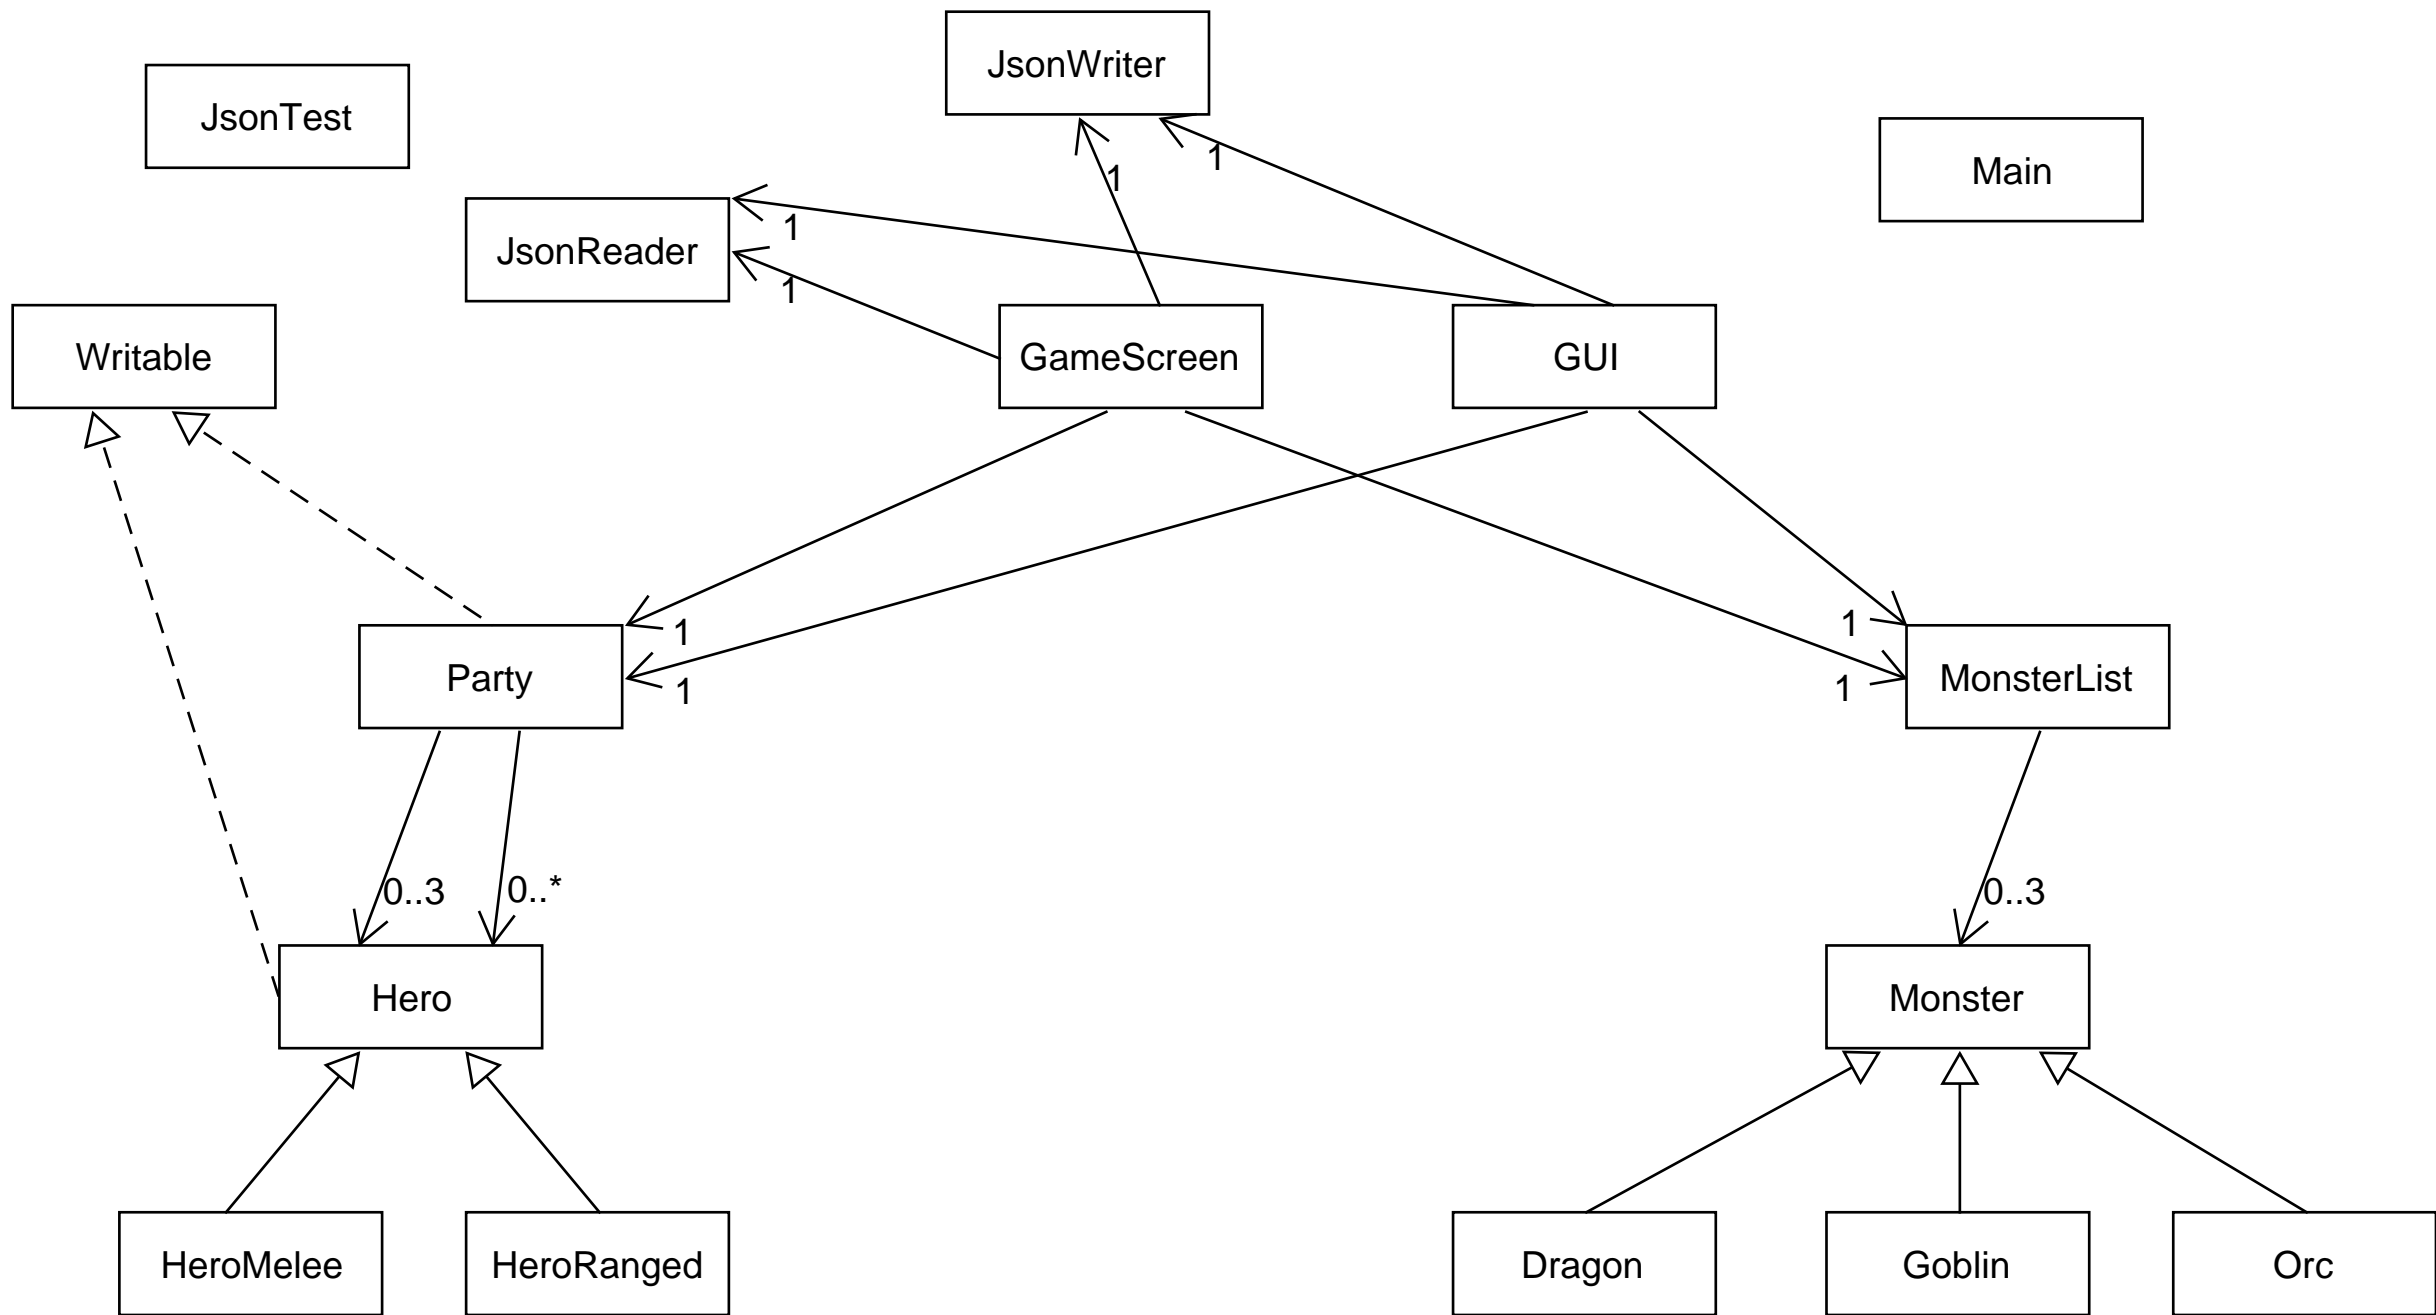 JsonWriter
JsonTest
Main
1
1
1
JsonReader
1
Writable
GameScreen
GUI
1
1
Party
1
1
MonsterList
0..3
0..*
0..3
Hero
Monster
HeroMelee
HeroRanged
Dragon
Goblin
Orc